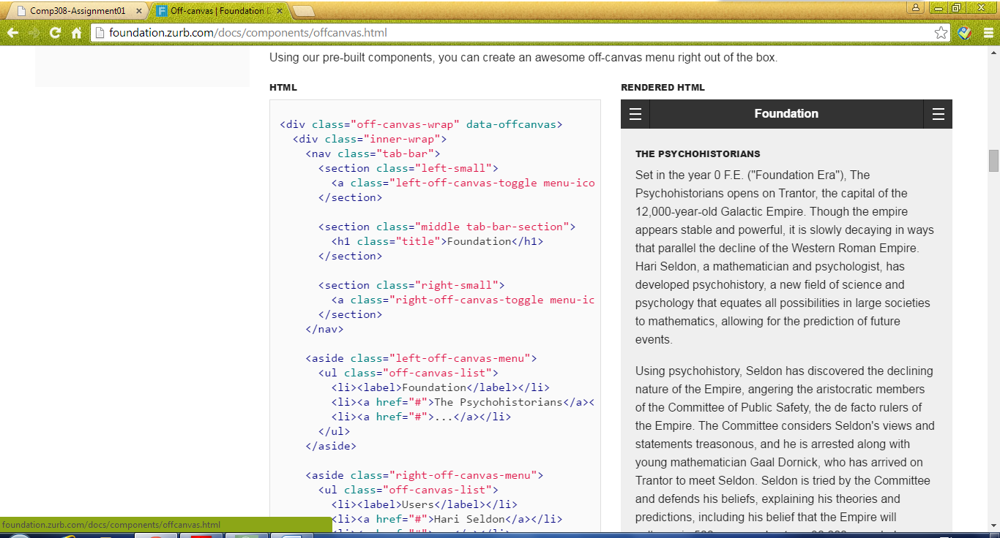 Comp308-Assignment01
Off-canvas | Foundation
foundation.zurb.com/docs/components/offcanvas.html
Using our pre-built components, you can create an awesome off-canvas menu right out of the box.
HTML
<div class="off-canvas-wrap" data-offcanvas>
<div class="inner-wrap">
<nav class="tab-bar">
<section class="left-small">
<a class="left-off-canvas-toggle menu-ico
</section>
<section class="middle tab-bar-section">
<h1 class="title">Foundation</h1>
</section>
<section class="right-small">
<a class="right-off-canvas-toggle menu-ic
</section>
</nav>
<aside class="left-off-canvas-menu">
<ul class="off-canvas-list">
<li><label>Foundation</label></li>
<li><a href="#">The Psychohistorians</a><
<li><a href="#">...</a></li>
</ul>
</aside>
<aside class="right-off-canvas-menu">
<ul class="off-canvas-list">
<li><label>Users</label></li>
<li><a href="#">Hari Seldon</a></li>
RENDERED HTML
Foundation
THE PSYCHOHISTORIANS
Set in the year 0 F.E. ("Foundation Era"), The
Psychohistorians opens on Trantor, the capital of the
12,000-year-old Galactic Empire. Though the empire
appears stable and powerful, it is slowly decaying in ways
that parallel the decline of the Western Roman Empire.
Hari Seldon, a mathematician and psychologist, has
developed psychohistory, a new field of science and
psychology that equates all possibilities in large societies
to mathematics, allowing for the prediction of future
events.
Using psychohistory, Seldon has discovered the declining
nature of the Empire, angering the aristocratic members
of the Committee of Public Safety, the de facto rulers of
the Empire. The Committee considers Seldon's views and
statements treasonous, and he is arrested along with
young mathematician Gaal Dornick, who has arrived on
Trantor to meet Seldon. Seldon is tried by the Committee
and defends his beliefs, explaining his theories and
predictions, including his belief that the Empire will
foundation.zurb.com/docs/components/offcanvas.html